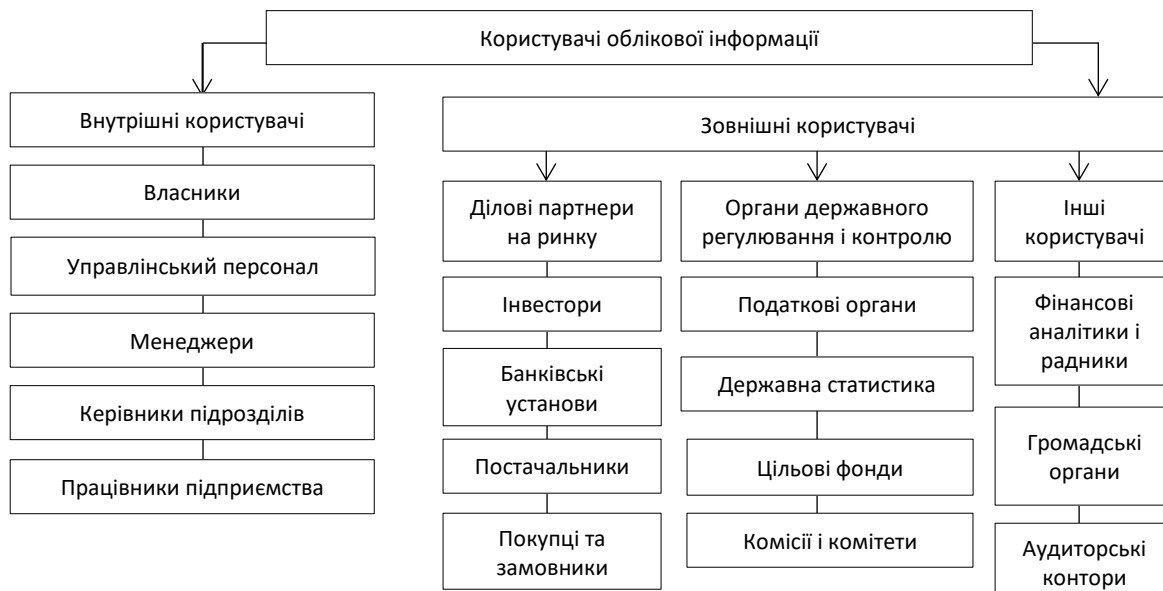 Користувачі облікової інформації
Внутрішні користувачі
Власники
Управлінський персонал
Менеджери
Керівники підрозділів
Працівники підприємства
Зовнішні користувачі
Ділові партнери
на ринку
Інвестори
Банківські
установи
Постачальники
Покупці та
замовники
Органи державного
регулювання і контролю
Податкові органи
Державна статистика
Цільові фонди
Комісії і комітети
Інші
користувачі
Фінансові
аналітики і
радники
Громадські
органи
Аудиторські
контори